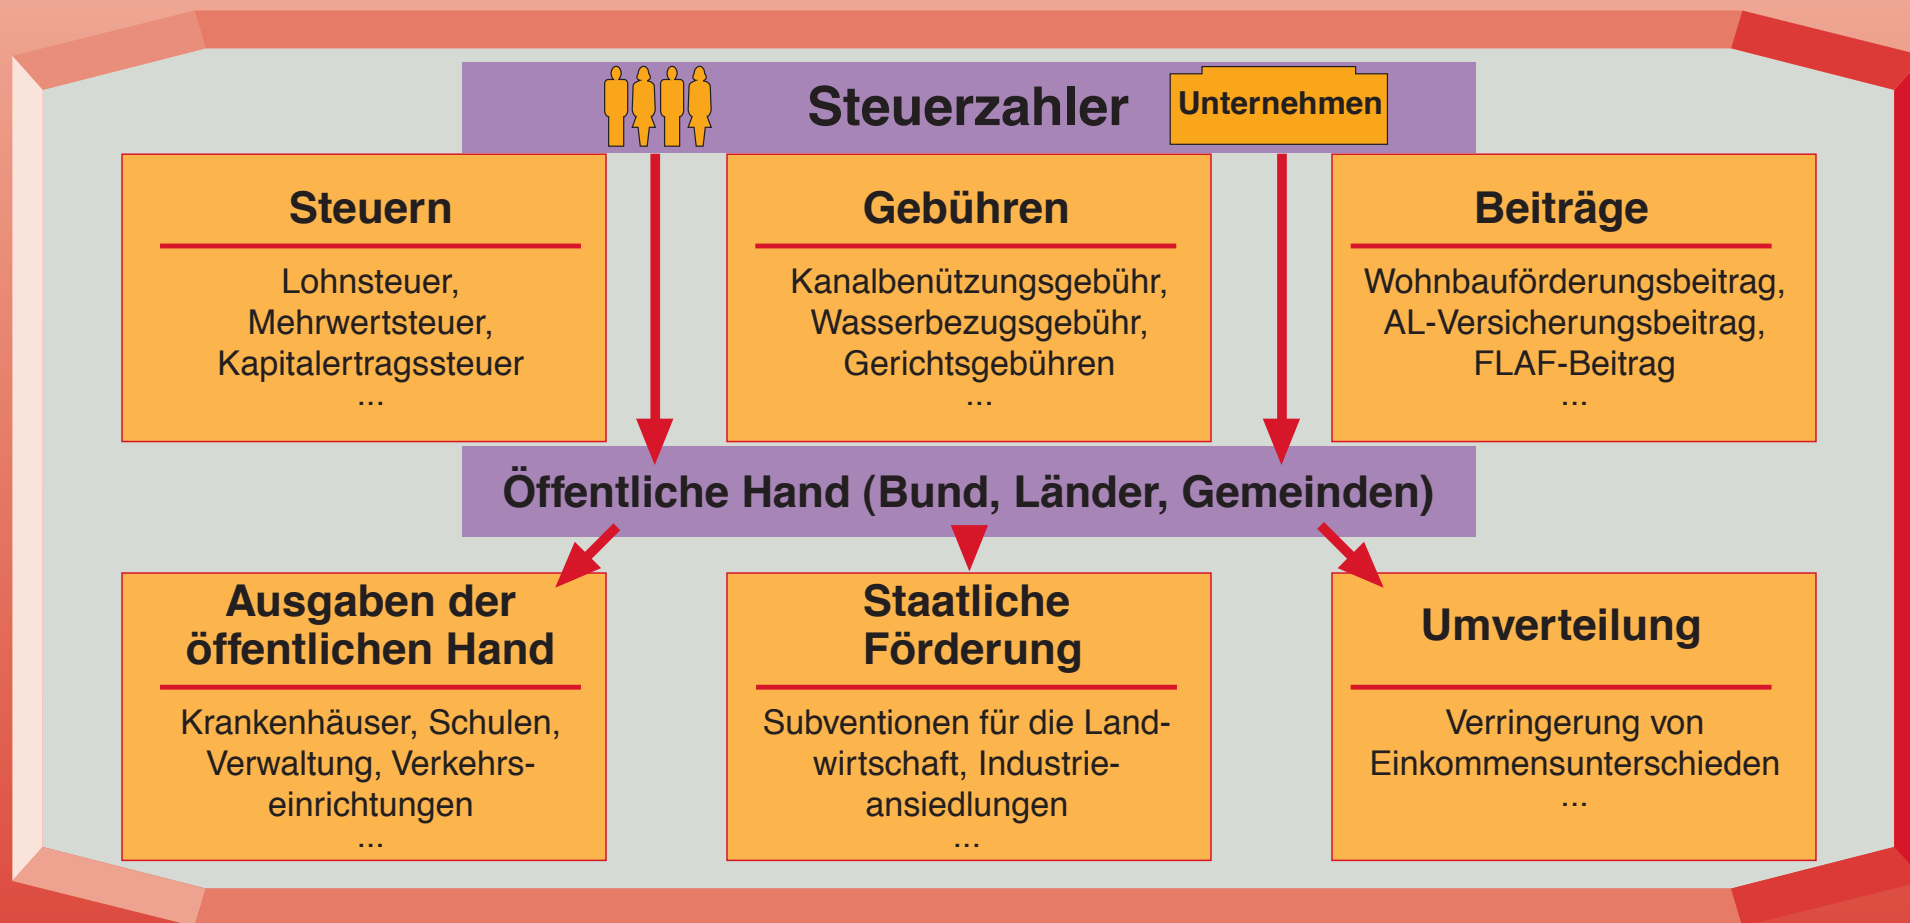 Steuerzahler
Unternehmen
Steuern
Lohnsteuer,
Mehrwertsteuer,
Kapitalertragssteuer
...
Gebühren
Kanalbenützungsgebühr,
Wasserbezugsgebühr,
Gerichtsgebühren
...
Beiträge
Wohnbauförderungsbeitrag,
AL-Versicherungsbeitrag,
FLAF-Beitrag
...
Öffentliche Hand (Bund, Länder, Gemeinden)
Ausgaben der
öffentlichen Hand
Krankenhäuser, Schulen,
Verwaltung, Verkehrs-
einrichtungen
...
Staatliche
Förderung
Subventionen für die Land-
wirtschaft, Industrie-
ansiedlungen
...
Umverteilung
Verringerung von
Einkommensunterschieden
...